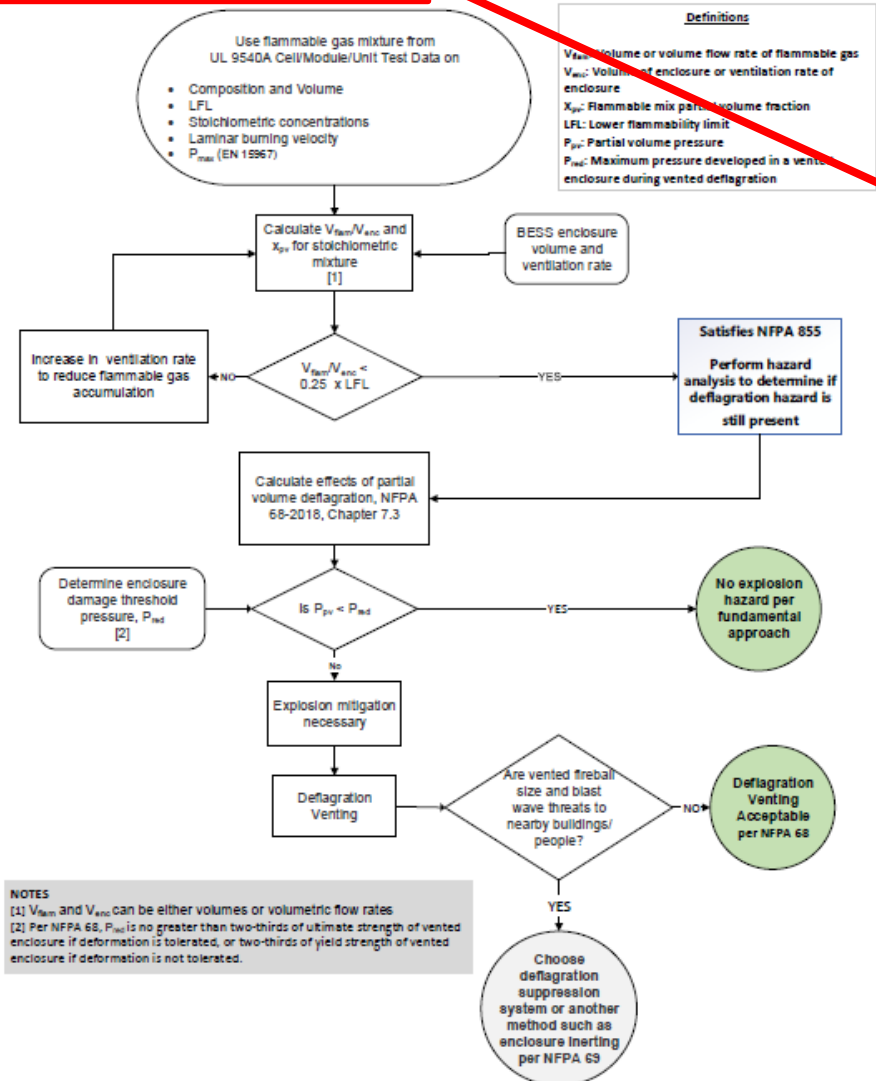 Use flammable gas mixture from
UL 9540A Cell/Module/Unit Test Data on
• Composition and Volume
• LFL
• Stoichiometric concentrations
• Laminar burning velocity
• Pmax (EN 15967)
Definitions
Vflam: Volume or volume flow rate of flammable gas
Venc: Volume of enclosure or ventilation rate of
enclosure
Xpv: Flammable mix partial volume fraction
LFL: Lower flammability limit
Ppv: Partial volume pressure
Pred: Maximum pressure developed in a vented
enclosure during vented deflagration
Calculate Vflam/Venc and
xpv for stoichiometric
mixture
[1]
BESS enclosure
volume and
ventilation rate
Increase in ventilation rate
to reduce flammable gas
accumulation
NO
Vflam/Venc <
0.25 x LFL
YES
Satisfies NFPA 855
Perform hazard
analysis to determine if
deflagration hazard is
still present
Calculate effects of partial
volume deflagration, NFPA
68-2018, Chapter 7.3
Determine enclosure
damage threshold
pressure, Pred
[2]
Is Ppv < Pred
YES
No explosion
hazard per
fundamental
approach
No
Explosion mitigation
necessary
Deflagration
Venting
Are vented fireball
size and blast
wave threats to
nearby buildings/
people?
NO
Deflagration
Venting
Acceptable
per NFPA 68
YES
Choose
deflagration
suppression
system or another
method such as
enclosure inerting
per NFPA 69
NOTES
[1] Vflam and Venc can be either volumes or volumetric flow rates
[2] Per NFPA 68, Pred is no greater than two-thirds of ultimate strength of vented
enclosure if deformation is tolerated, or two-thirds of yield strength of vented
enclosure if deformation is not tolerated.